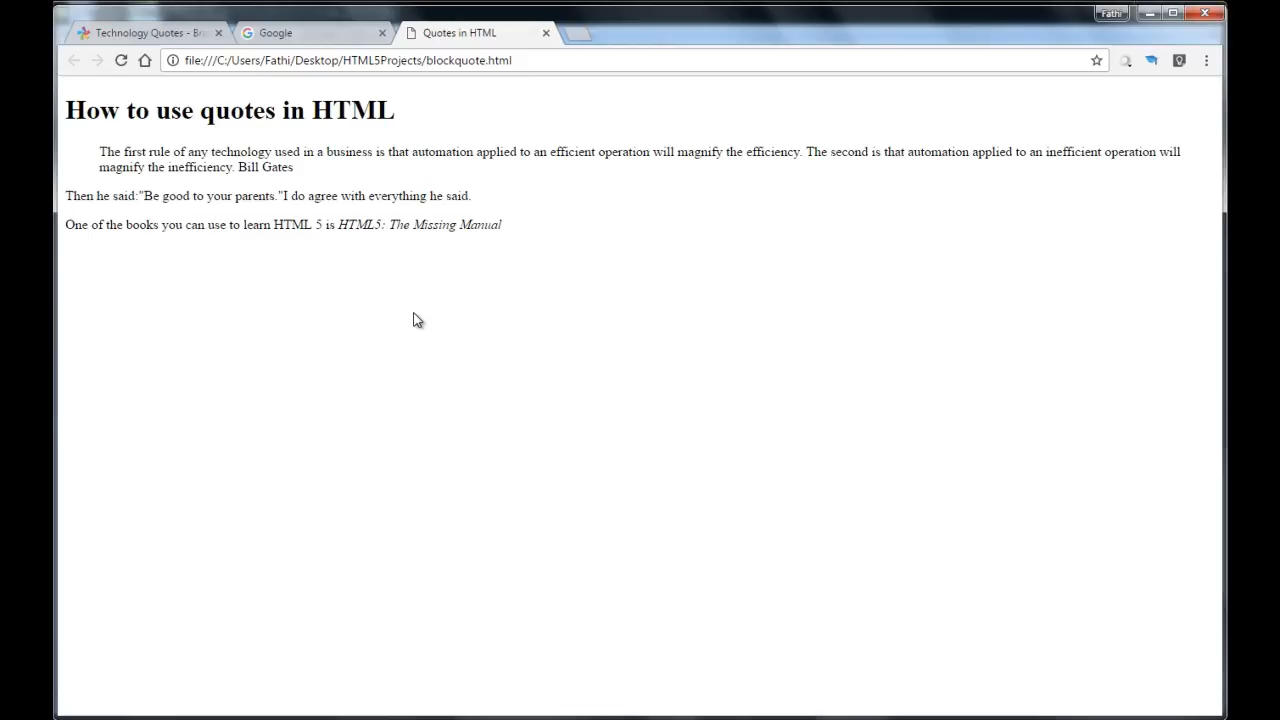 Fathi
Technology Quotes - Bri
Google
Quotes in HTML
file:///C:/Users/Fathi/Desktop/HTML5Projects/blockquote.html
How to use quotes in HTML
The first rule of any technology used in a business is that automation applied to an efficient operation will magnify the efficiency. The second is that automation applied to an inefficient operation will
magnify the inefficiency. Bill Gates
Then he said:"Be good to your parents."I do agree with everything he said.
One of the books you can use to learn HTML 5 is HTML5: The Missing Manual